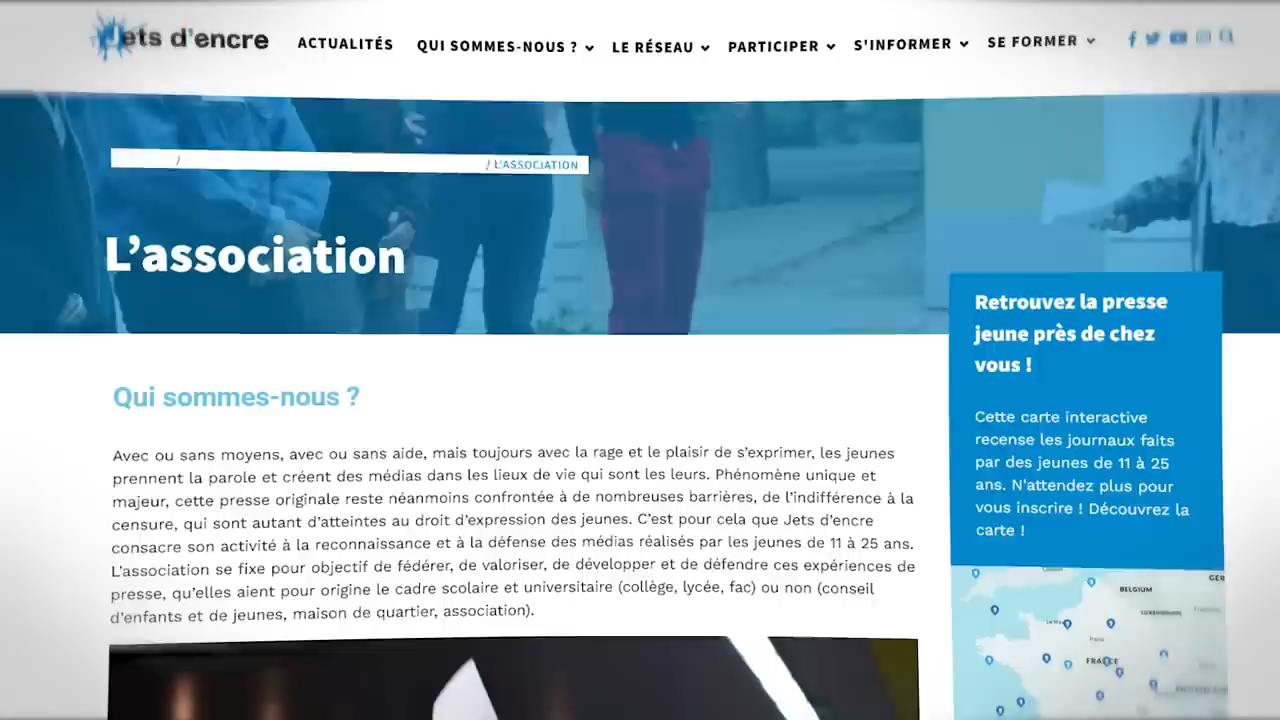 Jets d'encre
ACTUALITÉS QUI SOMMES-NOUS ? LE RÉSEAU PARTICIPER S'INFORMER SE FORMER
/ / L'ASSOCIATION
L'association
Retrouvez la presse
jeune près de chez
vous !
Cette carte interactive
recense les journaux faits
par des jeunes de 11 à 25
ans. N'attendez plus pour
vous inscrire ! Découvrez la
carte !
Qui sommes-nous ?
Avec ou sans moyens, avec ou sans aide, mais toujours avec la rage et le plaisir de s'exprimer, les jeunes
prennent la parole et créent des médias dans les lieux de vie qui sont les leurs. Phénomène unique et
majeur, cette presse originale reste néanmoins confrontée à de nombreuses barrières, de l'indifférence à la
censure, qui sont autant d'atteintes au droit d'expression des jeunes. C'est pour cela que Jets d'encre
consacre son activité à la reconnaissance et à la défense des médias réalisés par les jeunes de 11 à 25 ans.
L'association se fixe pour objectif de fédérer, de valoriser, de développer et de défendre ces expériences de
presse, qu'elles aient pour origine le cadre scolaire et universitaire (collège, lycée, fac) ou non (conseil
d'enfants et de jeunes, maison de quartier, association).
BELGIUM
GER
LUXEMBOURG
Paris
FRANCE